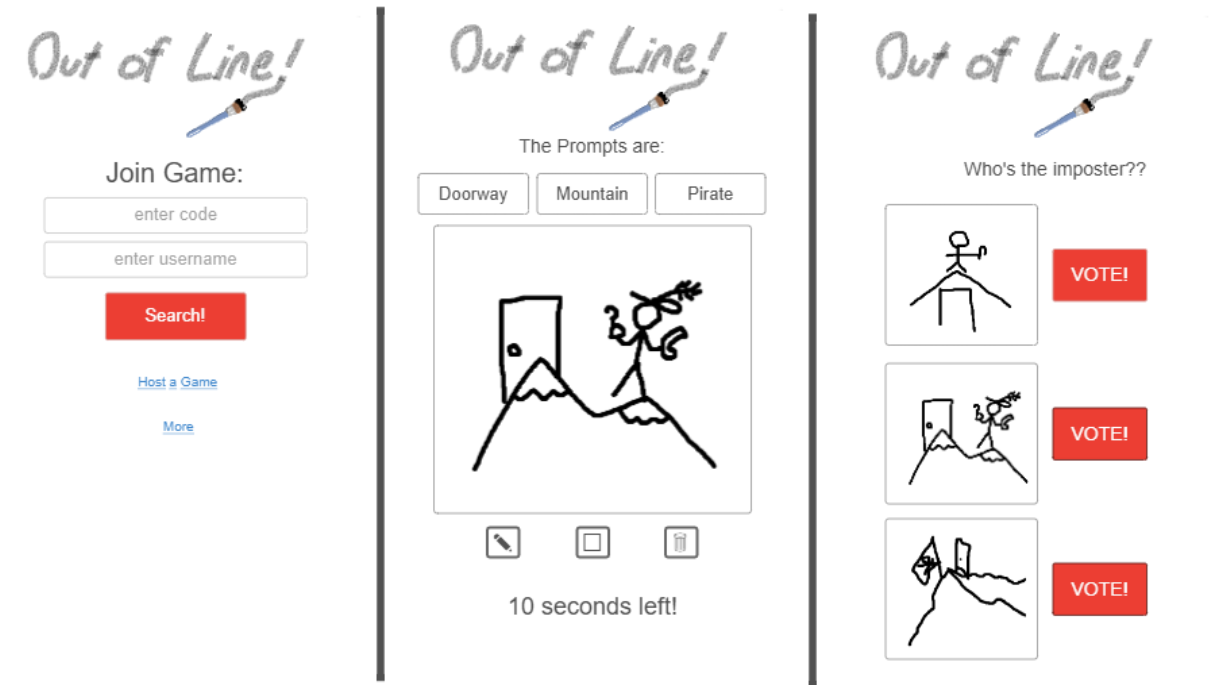 Out of Line!
Join Game:
enter code
enter username
Search!
Host a Game
More
Out of Line!
The Prompts are:
Doorway Mountain Pirate
10 seconds left!
Out of Line!
Who's the imposter??
VOTE!
VOTE!
VOTE!